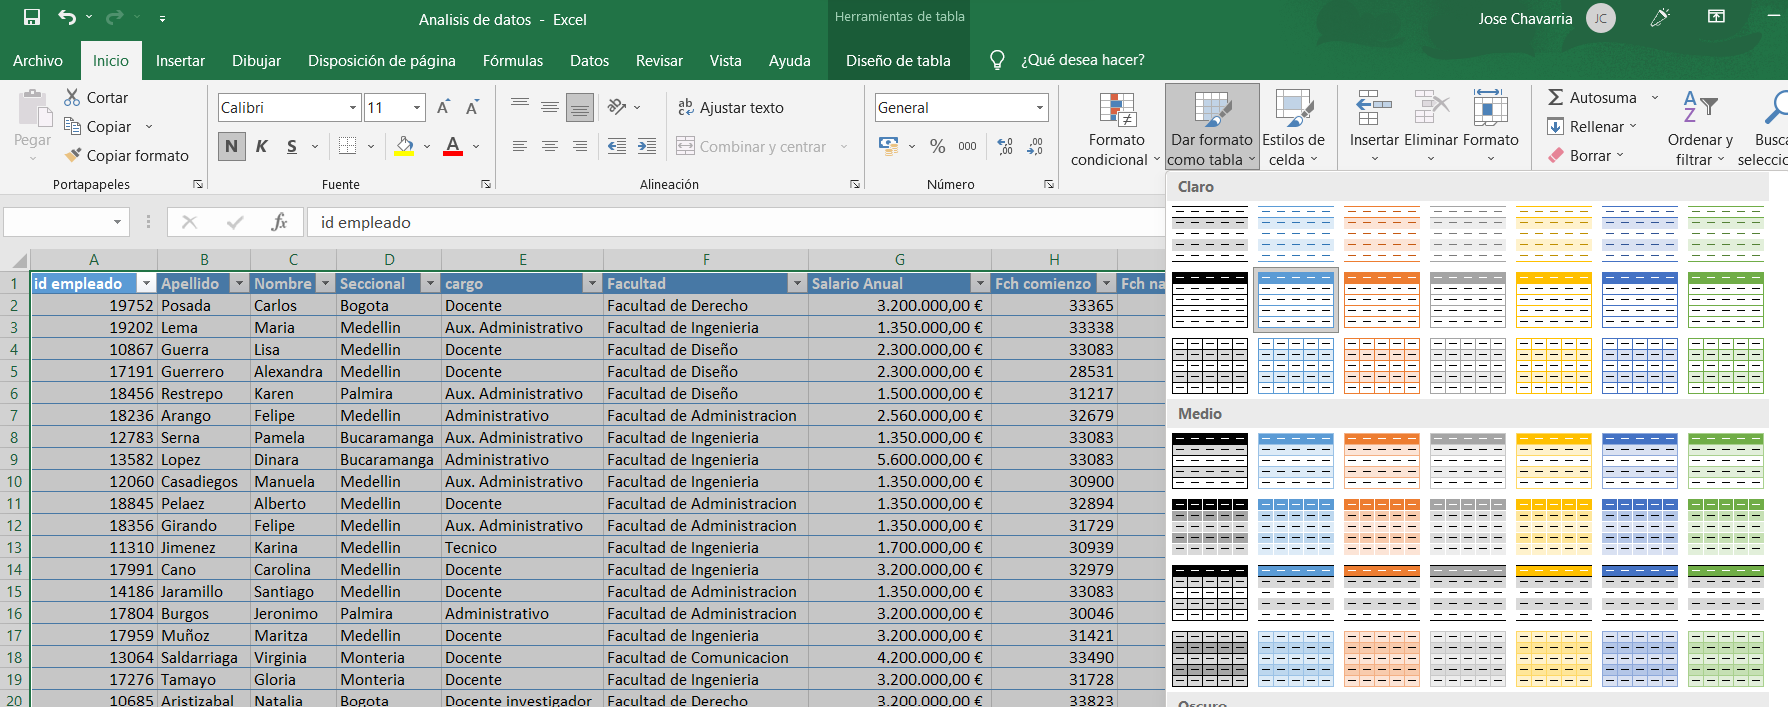 Analisis de datos - Excel
Herramientas de tabla
Jose Chavarria
JC
Archivo Inicio Insertar Dibujar Disposición de página Fórmulas Datos Revisar Vista Ayuda Diseño de tabla ¿Qué desea hacer?
Pegar
Cortar
Copiar
Copiar formato
Portapapeles
Calibri 11
N K S
Fuente
Ajustar texto
Combinar y centrar
Alineación
General
% 000
Número
Formato condicional
Dar formato como tabla
Estilos de celda
Insertar Eliminar Formato
Autosuma
Rellenar
Borrar
Ordenar y filtrar
Busca
selecció
id empleado
A B C D E F G H
1 id empleado Apellido Nombre Seccional cargo Facultad Salario Anual Fch comienzo Fch na
2 19752 Posada Carlos Bogota Docente Facultad de Derecho 3.200.000,00 € 33365
3 19202 Lema Maria Medellin Aux. Administrativo Facultad de Ingenieria 1.350.000,00 € 33338
4 10867 Guerra Lisa Medellin Docente Facultad de Diseño 2.300.000,00 € 33083
5 17191 Guerrero Alexandra Medellin Docente Facultad de Diseño 2.300.000,00 € 28531
6 18456 Restrepo Karen Palmira Aux. Administrativo Facultad de Diseño 1.500.000,00 € 31217
7 18236 Arango Felipe Medellin Administrativo Facultad de Administracion 2.560.000,00 € 32679
8 12783 Serna Pamela Bucaramanga Aux. Administrativo Facultad de Ingenieria 1.350.000,00 € 33083
9 13582 Lopez Dinara Bucaramanga Administrativo Facultad de Ingenieria 5.600.000,00 € 33083
10 12060 Casadiegos Manuela Medellin Aux. Administrativo Facultad de Ingenieria 1.350.000,00 € 30900
11 18845 Pelaez Alberto Medellin Docente Facultad de Administracion 1.350.000,00 € 32894
12 18356 Girando Felipe Medellin Aux. Administrativo Facultad de Administracion 1.350.000,00 € 31729
13 11310 Jimenez Karina Medellin Tecnico Facultad de Ingenieria 1.700.000,00 € 30939
14 17991 Cano Carolina Medellin Docente Facultad de Ingenieria 3.200.000,00 € 32979
15 14186 Jaramillo Santiago Medellin Docente Facultad de Administracion 1.350.000,00 € 33083
16 17804 Burgos Jeronimo Palmira Administrativo Facultad de Administracion 3.200.000,00 € 30046
17 17959 Muñoz Maritza Medellin Docente Facultad de Ingenieria 3.200.000,00 € 31421
18 13064 Saldarriaga Virginia Monteria Docente Facultad de Comunicacion 4.200.000,00 € 33490
19 17276 Tamayo Gloria Monteria Docente Facultad de Ingenieria 3.200.000,00 € 31728
20 10685 Aristizabal Natalia Bogota Docente investigador Facultad de Derecho 3.200.000,00 € 33823
Claro
Medio
Oscuro